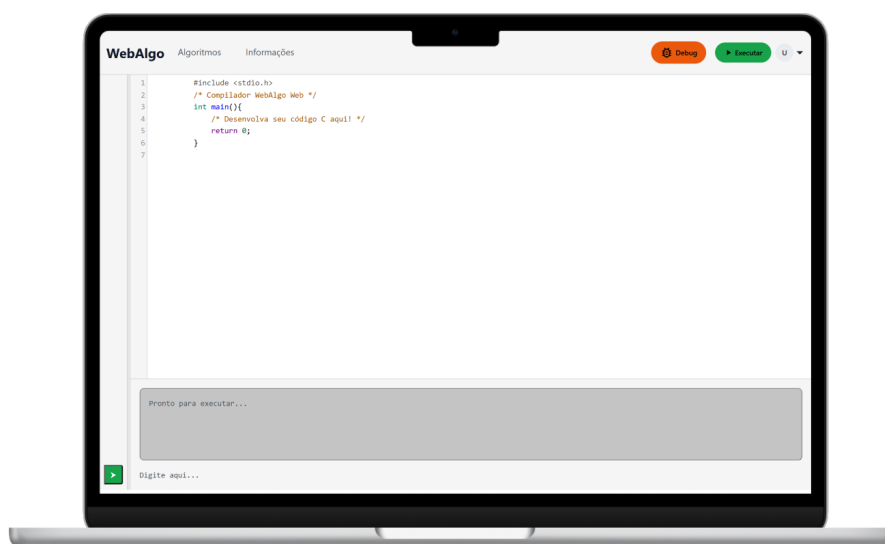 WebAlgo Algoritmos Informações Debug Executar U
1 #include <stdio.h>
2 /* Compilador WebAlgo Web */
3 int main(){
4 /* Desenvolva seu código C aqui! */
5 return 0;
6 }
7
Pronto para executar...
Digite aqui...